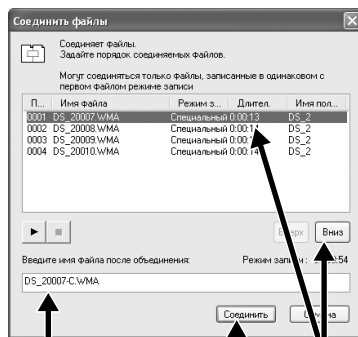 Соединить файлы
Соединяет файлы.
Задайте порядок соединяемых файлов.
Могут соединяться только файлы, записанные в одинаковом с
первом файлом режиме записи
П... Имя файла Режим з... Длител. Имя пол...
0001 DS_20007.WMA Специальный 0:00:13 DS_2
0002 DS_20008.WMA Специальный DS_2
0003 DS_20009.WMA Специальный DS_2
0004 DS_20010.WMA Специальный DS_2
Вниз
Введите имя файла после объединения: Режим
DS_20007-C.WMA
Соединить